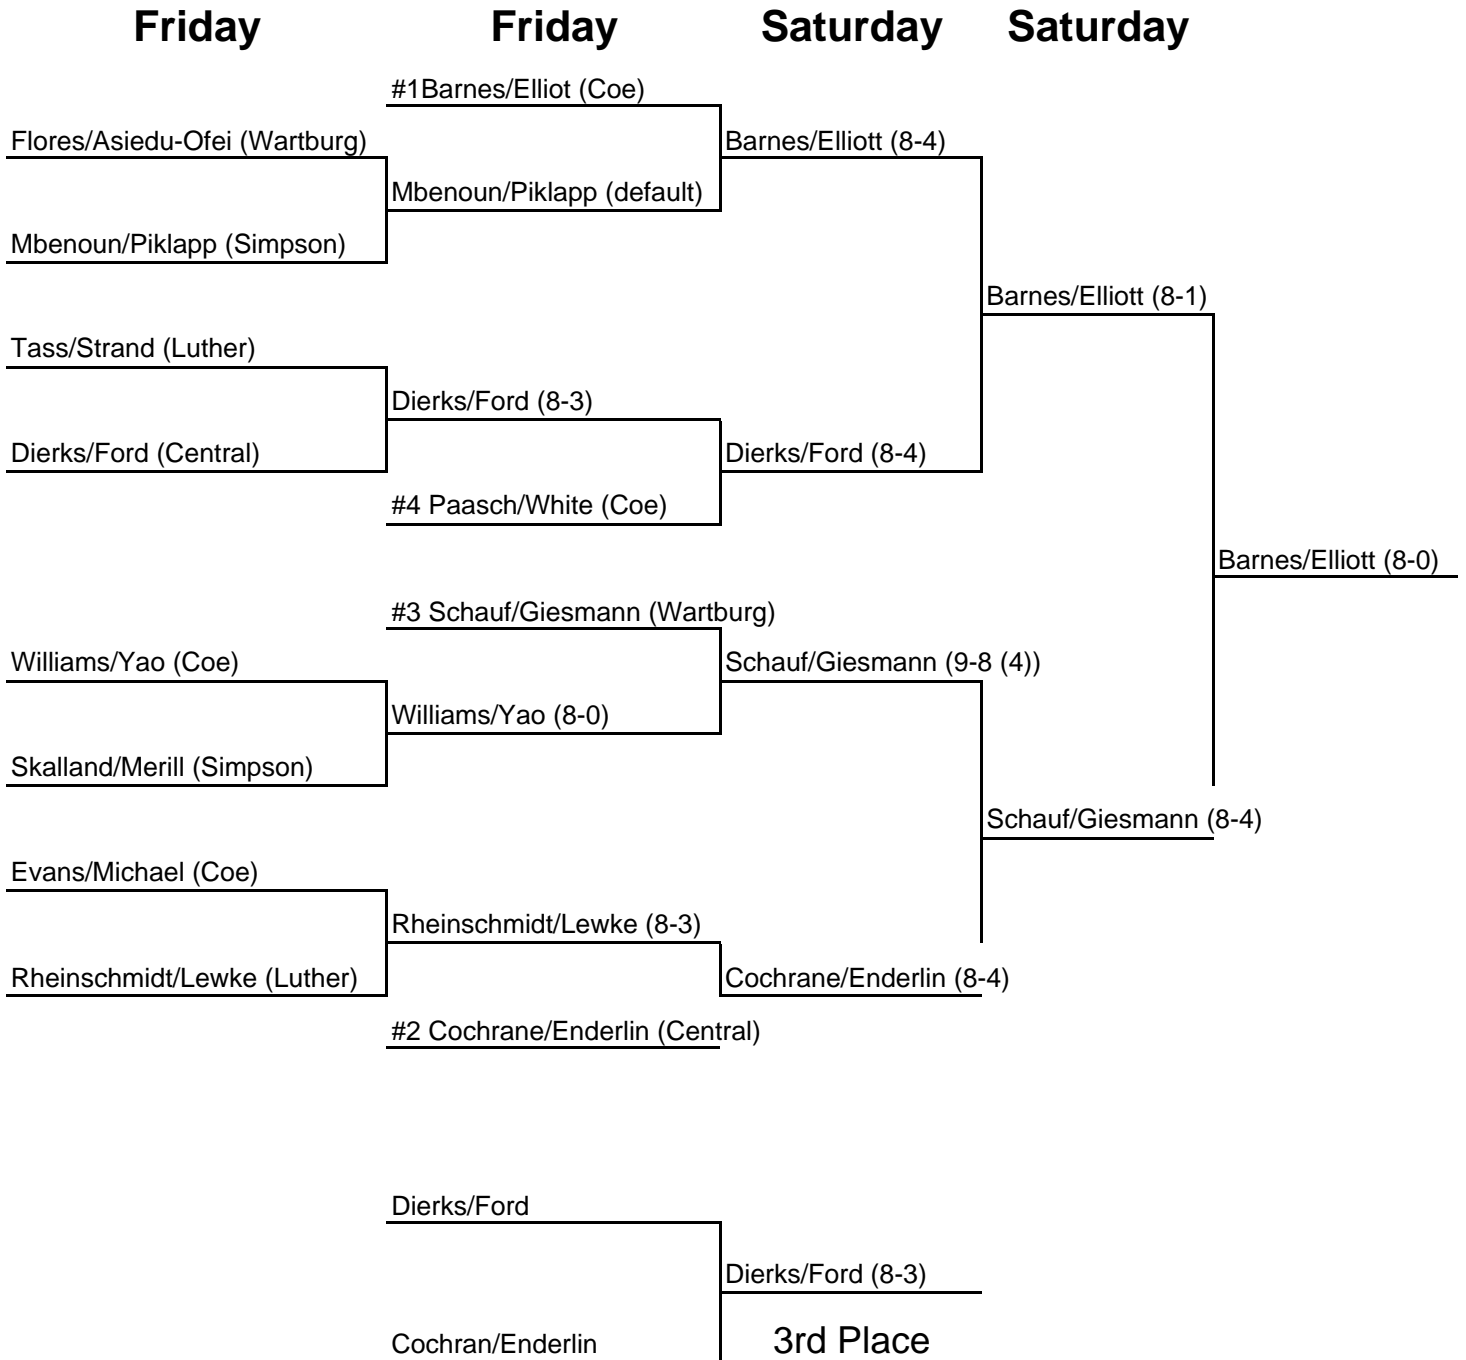 Friday Friday Saturday Saturday
#1Barnes/Elliot (Coe)
Flores/Asiedu-Ofei (Wartburg) Barnes/Elliott (8-4)
Mbenoun/Piklapp (default)
Mbenoun/Piklapp (Simpson)
Barnes/Elliott (8-1)
Tass/Strand (Luther)
Dierks/Ford (8-3)
Dierks/Ford (Central) Dierks/Ford (8-4)
#4 Paasch/White (Coe)
Barnes/Elliott (8-0)
#3 Schauf/Giesmann (Wartburg)
Williams/Yao (Coe) Schauf/Giesmann (9-8 (4))
Williams/Yao (8-0)
Skalland/Merill (Simpson)
Schauf/Giesmann (8-4)
Evans/Michael (Coe)
Rheinschmidt/Lewke (8-3)
Rheinschmidt/Lewke (Luther) Cochrane/Enderlin (8-4)
#2 Cochrane/Enderlin (Central)
Dierks/Ford
Dierks/Ford (8-3)
Cochran/Enderlin 3rd Place